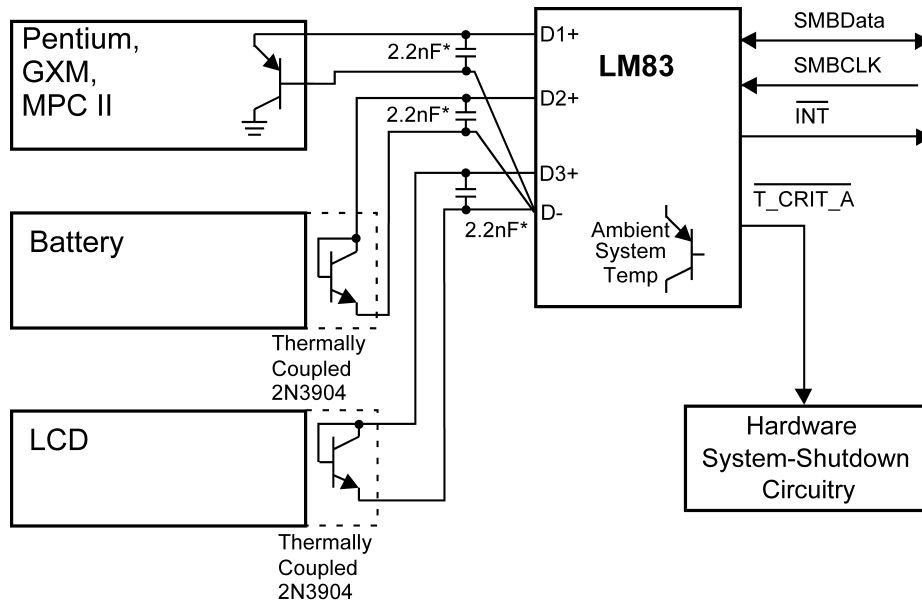 Pentium,
GXM,
MPC II
2.2nF*
D1+
LM83
SMBData
SMBCLK
2.2nF*
D2+
INT
D3+
D-
2.2nF*
T_CRIT_A
Ambient
System
Temp
Battery
Thermally
Coupled
2N3904
LCD
Thermally
Coupled
2N3904
Hardware
System-Shutdown
Circuitry